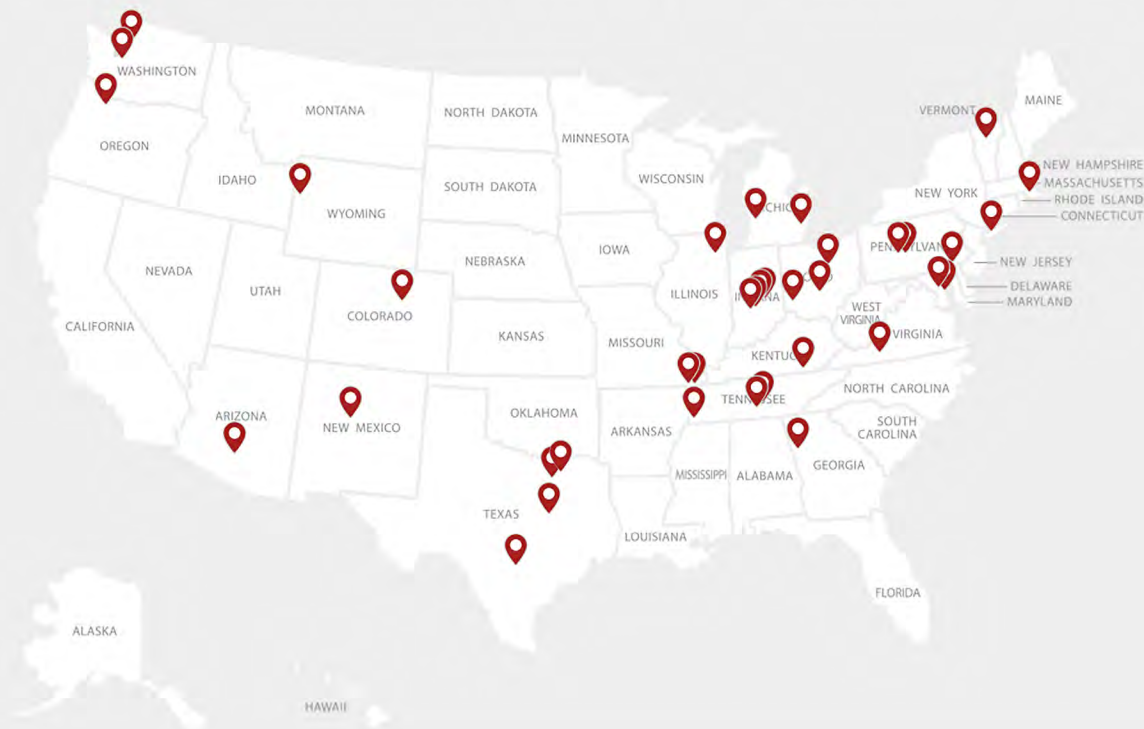 WASHINGTON
MONTANA
NORTH DAKOTA
MINNESOTA
VERMONT
MAINE
OREGON
IDAHO
WYOMING
SOUTH DAKOTA
WISCONSIN
NEW YORK
NEW HAMPSHIRE
MASSACHUSETTS
RHODE ISLAND
CONNECTICUT
NEVADA
UTAH
COLORADO
NEBRASKA
IOWA
ILLINOIS
NEW JERSEY
DELAWARE
MARYLAND
CALIFORNIA
KANSAS
MISSOURI
WEST
VIRGINIA
VIRGINIA
ARIZONA
NEW MEXICO
OKLAHOMA
ARKANSAS
NORTH CAROLINA
SOUTH
CAROLINA
TEXAS
LOUISIANA
MISSISSIPPI
ALABAMA
GEORGIA
FLORIDA
ALASKA
HAWAII